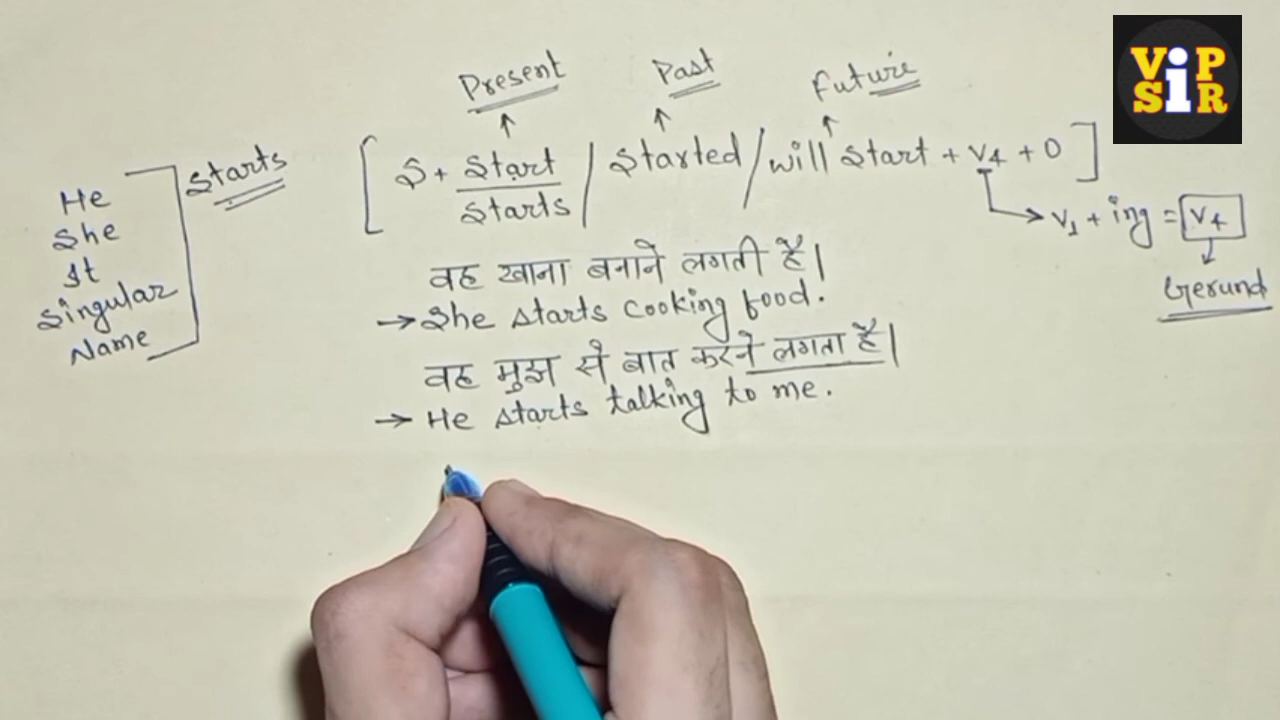 ViP
SiR
Present Past Future
[S + Start / Started / will Start + V4 + O]
Starts
V1 + ing = V4
Gerund
He
She
It
Singular
Name
Starts
वह खाना बनाने लगती है।
→ She starts cooking food.
वह मुझ से बात करने लगता है।
→ He starts talking to me.